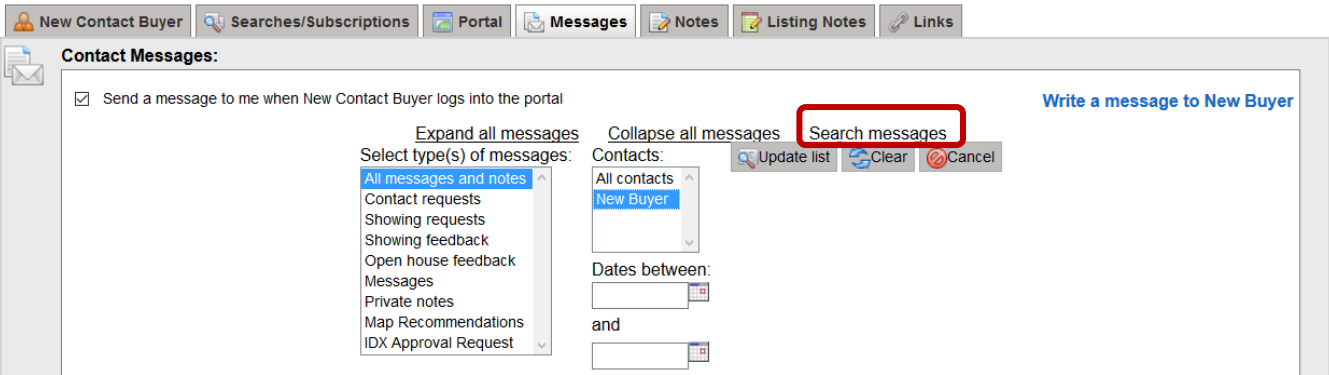 New Contact Buyer Searches/Subscriptions Portal Messages Notes Listing Notes Links
Contact Messages:
Send a message to me when New Contact Buyer logs into the portal
Write a message to New Buyer
Expand all messages Collapse all messages Search messages
Select type(s) of messages: Contacts: Update list Clear Cancel
All messages and notes All contacts
Contact requests New Buyer
Showing requests
Showing feedback
Open house feedback Dates between:
Messages
Private notes
Map Recommendations and
IDX Approval Request